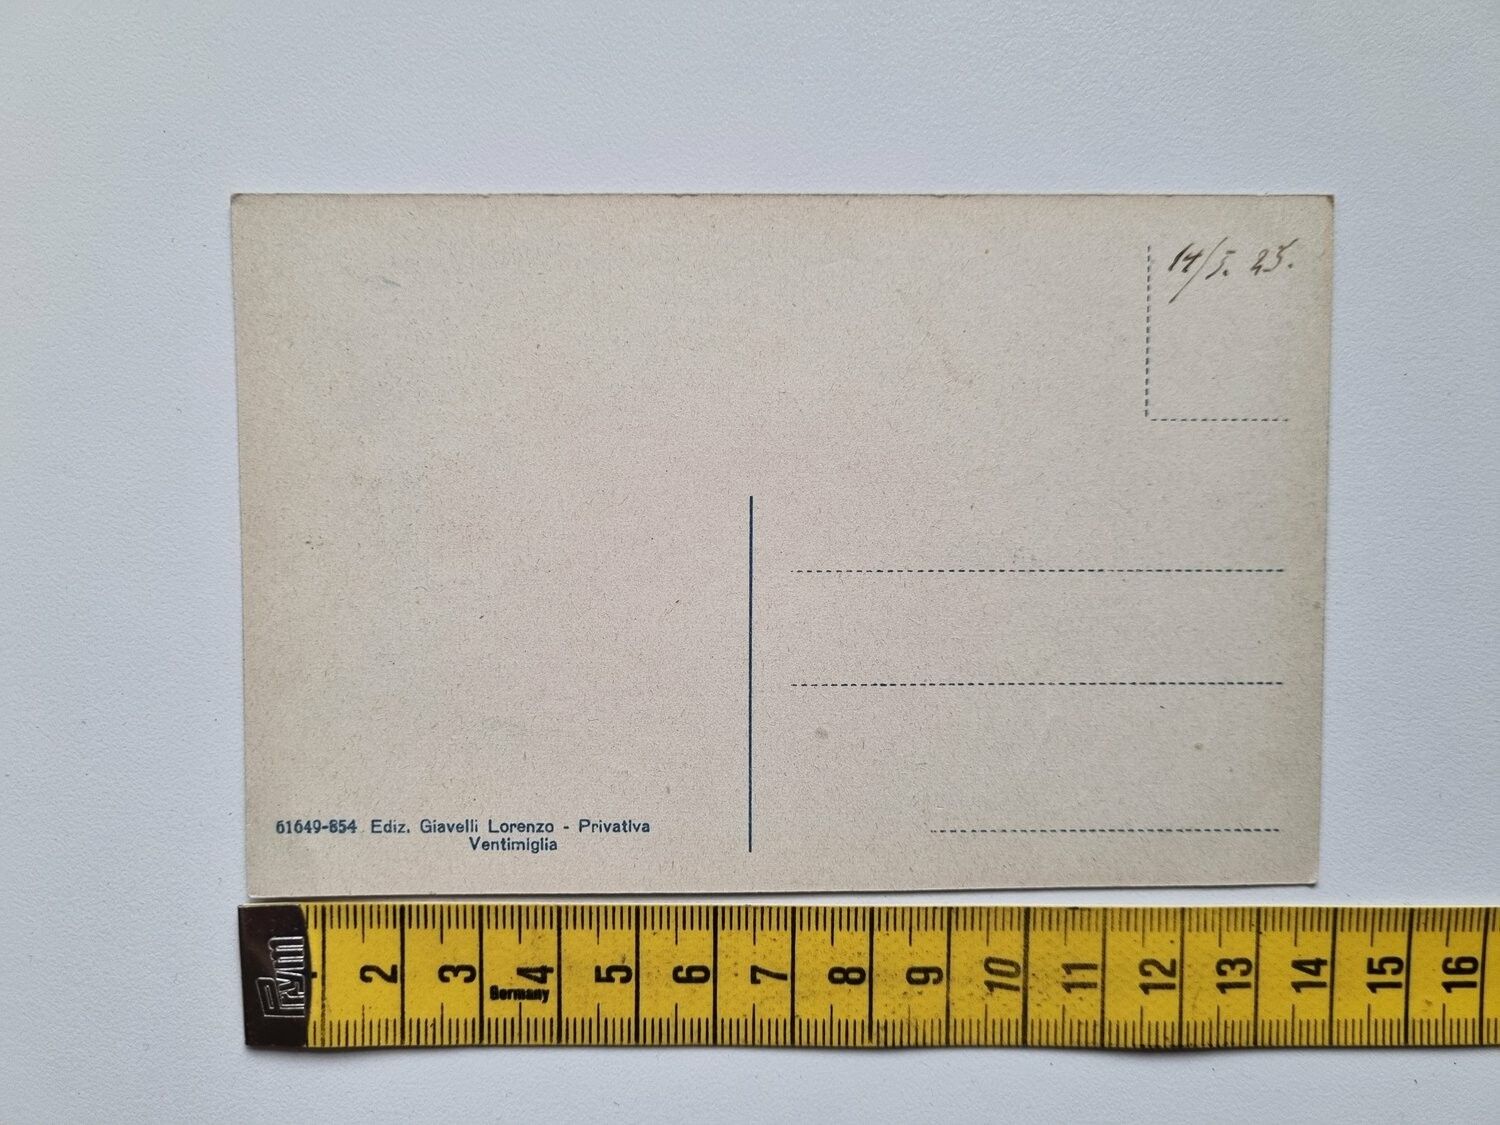 14/5. 25.
61649-854 Ediz. Giavelli Lorenzo - Privativa
Ventimiglia
Prym
2 3 4 5 6 7 8 9 10 11 12 13 14 15 16
Germany